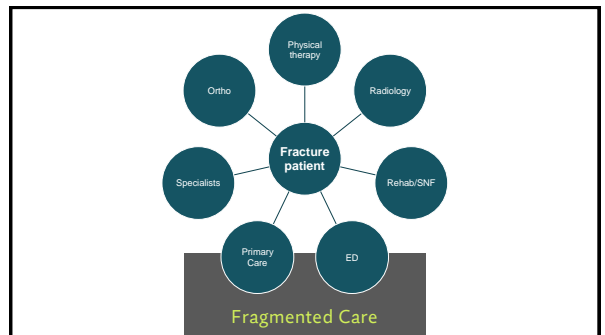 Physical
therapy
Ortho
Radiology
Fracture
patient
Specialists
Rehab/SNF
Primary
Care
ED
Fragmented Care